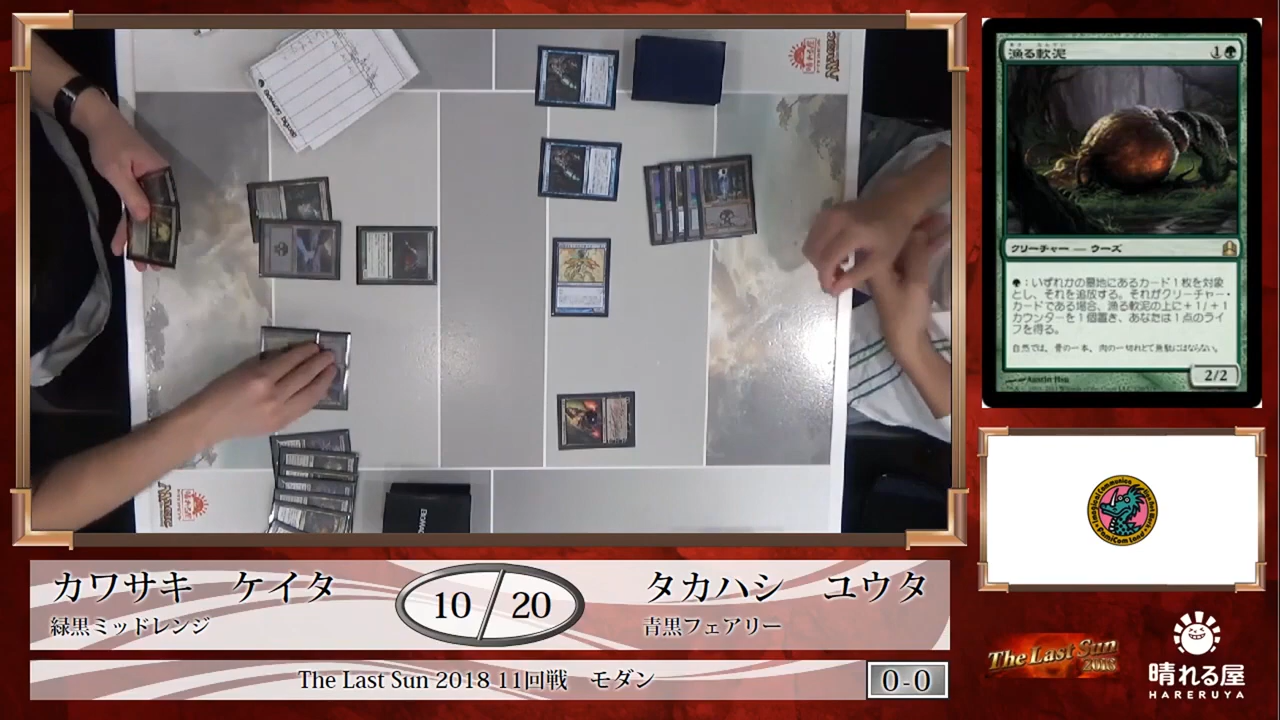 漁る軟泥
1
クリーチャー — ウーズ
：いずれかの墓地にあるカード１枚を対象
とし、それを追放する。それがクリーチャー・
カードである場合、漁る軟泥の上に＋１/＋１
カウンターを１個置き、あなたは１点のライ
フを得る。
自然では、骨の一本、肉の一切れとて無駄にはならない。
2/2
カワサキ　ケイタ
緑黒ミッドレンジ
10/20
タカハシ　ユウタ
青黒フェアリー
The Last Sun 2018 11回戦　モダン
0-0
The Last Sun
2018
晴れる屋
HARERUYA